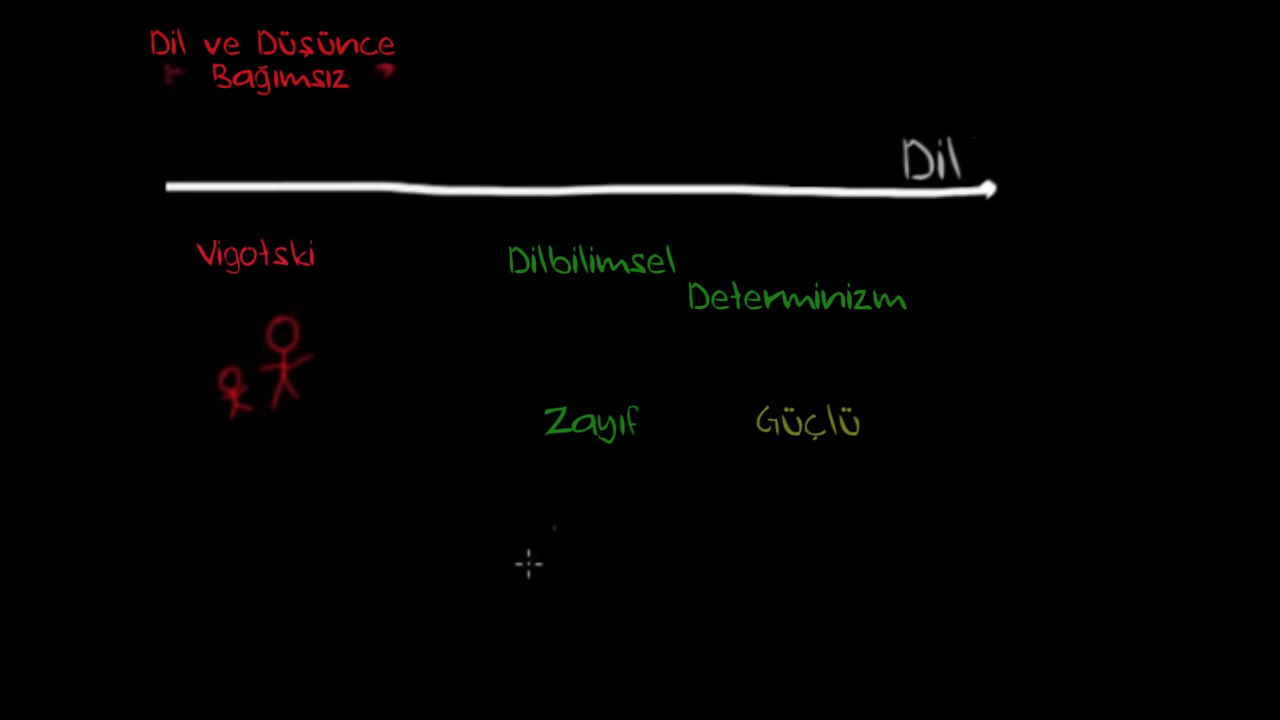 Dil ve Düşünce
Bağımsız
Dil
Vigotski
Dilbilimsel
Determinizm
Zayıf
Güçlü